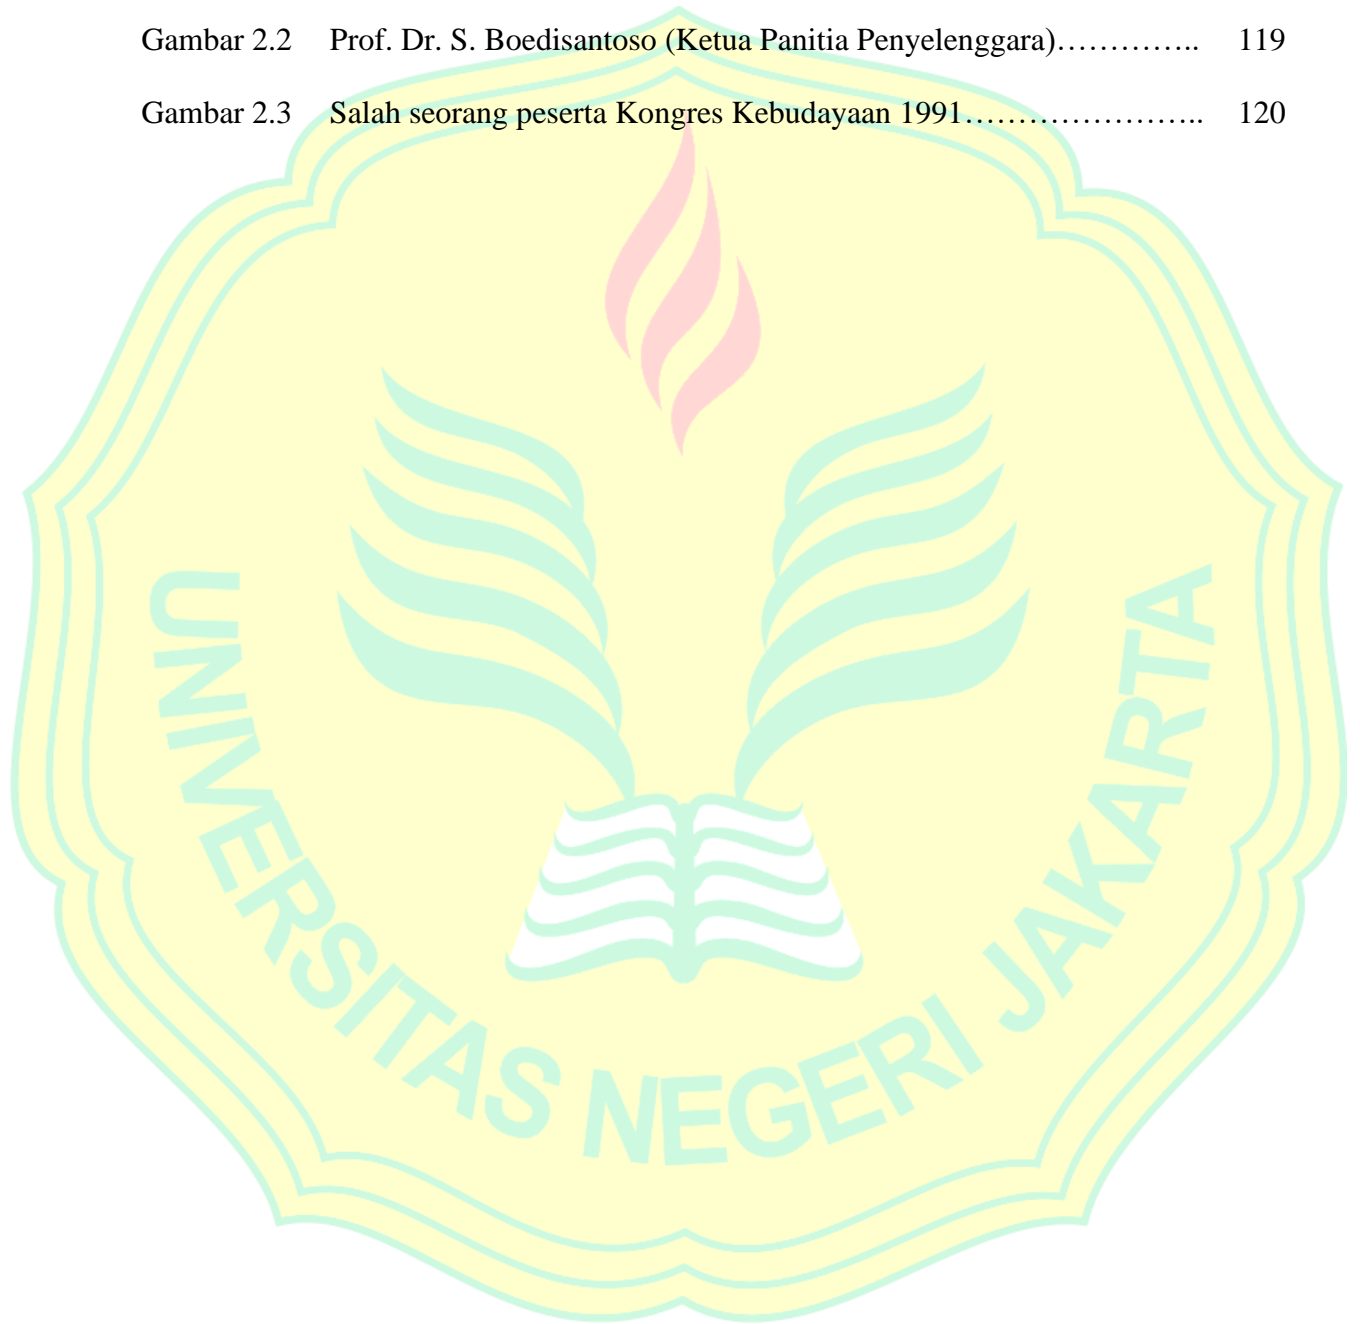 Gambar 2.2 Prof. Dr. S. Boedisantoso (Ketua Panitia Penyelenggara)………….. 119
Gambar 2.3 Salah seorang peserta Kongres Kebudayaan 1991………………….. 120
UNIVERSITAS NEGERI JAKARTA